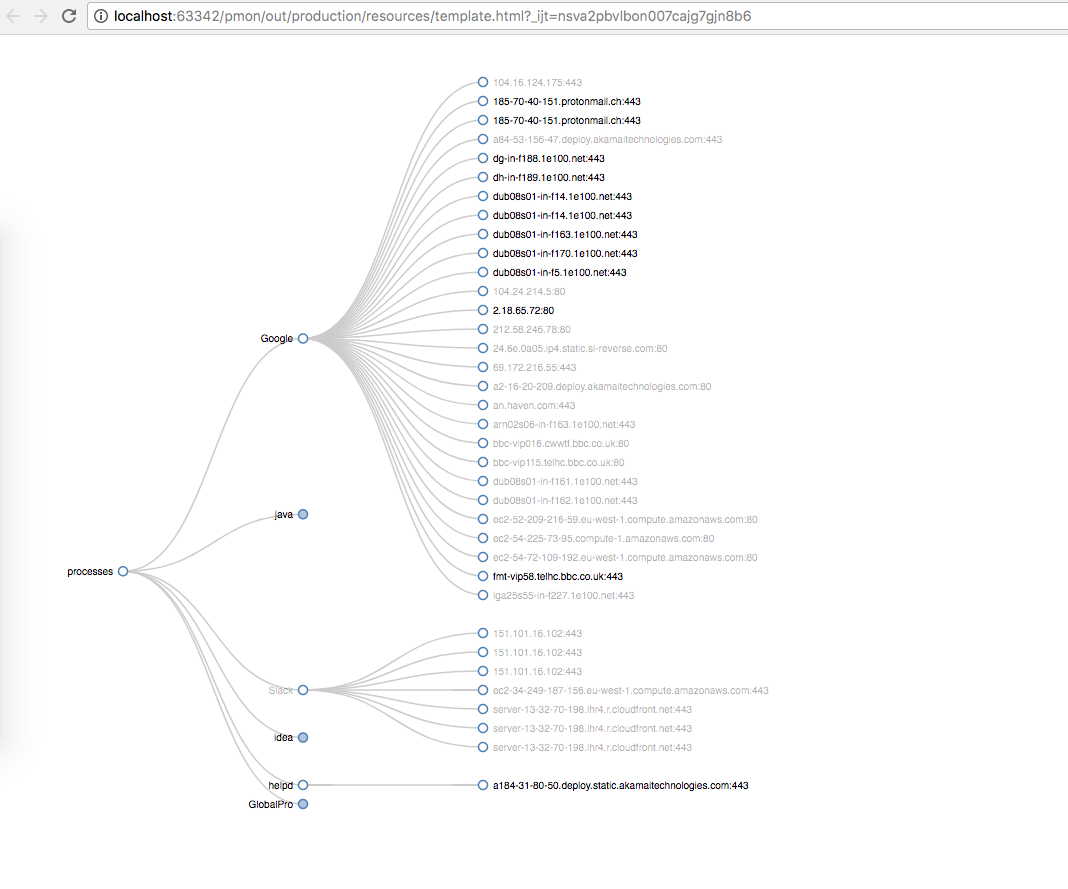 localhost:63342/pmon/out/production/resources/template.html?_ijt=nsva2pbvlbon007cajg7gjn8b6
104.16.124.175:443
185-70-40-151.protonmail.ch:443
185-70-40-151.protonmail.ch:443
a84-53-156-47.deploy.akamaitechnologies.com:443
dg-in-f188.1e100.net:443
dh-in-f189.1e100.net:443
dub08s01-in-f14.1e100.net:443
dub08s01-in-f14.1e100.net:443
dub08s01-in-f163.1e100.net:443
dub08s01-in-f170.1e100.net:443
dub08s01-in-f5.1e100.net:443
104.24.214.5:80
2.18.65.72:80
212.58.246.78:80
Google
24.6e.0a05.ip4.static.sl-reverse.com:80
69.172.216.55:443
a2-16-20-209.deploy.akamaitechnologies.com:80
an.haven.com:443
arn02s06-in-f163.1e100.net:443
bbc-vip016.cwwtf.bbc.co.uk:80
bbc-vip115.telhc.bbc.co.uk:80
dub08s01-in-f161.1e100.net:443
dub08s01-in-f162.1e100.net:443
java
ec2-52-209-216-59.eu-west-1.compute.amazonaws.com:80
ec2-54-225-73-95.compute-1.amazonaws.com:80
ec2-54-72-109-192.eu-west-1.compute.amazonaws.com:80
processes
fmt-vip58.telhc.bbc.co.uk:443
lga25s55-in-f227.1e100.net:443
151.101.16.102:443
151.101.16.102:443
151.101.16.102:443
Slack
ec2-34-249-187-156.eu-west-1.compute.amazonaws.com:443
server-13-32-70-198.lhr4.r.cloudfront.net:443
server-13-32-70-198.lhr4.r.cloudfront.net:443
idea
server-13-32-70-198.lhr4.r.cloudfront.net:443
helpd
a184-31-80-50.deploy.static.akamaitechnologies.com:443
GlobalPro